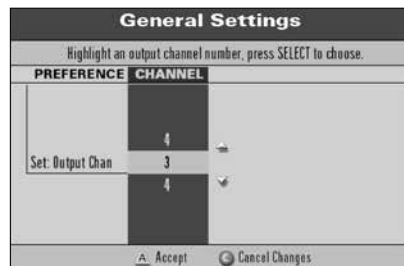 General Settings
Highlight an output channel number, press SELECT to choose.
PREFERENCE CHANNEL
4
Set: Output Chan 3
4
A Accept C Cancel Changes